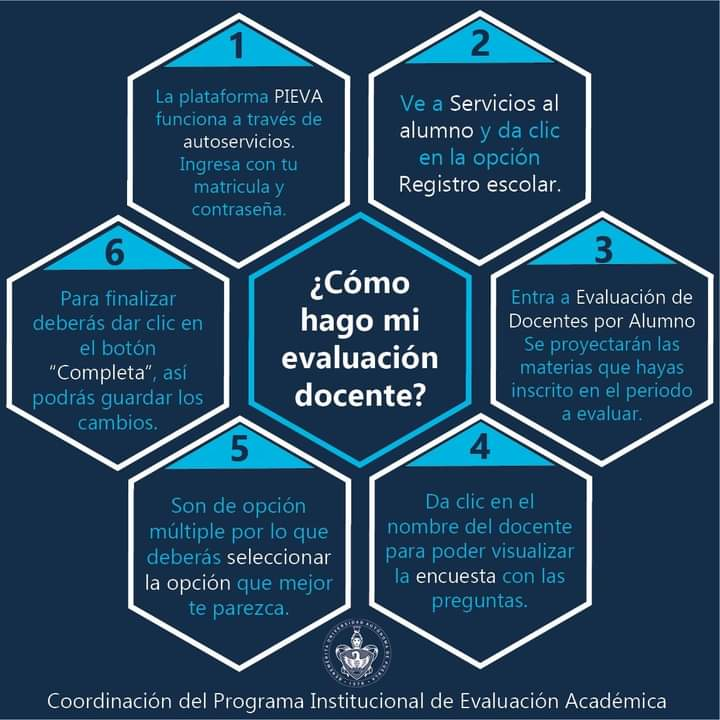 ¿Cómo
hago mi
evaluación
docente?
1
La plataforma PIEVA
funciona a través de
autoservicios.
Ingresa con tu
matricula y
contraseña.
2
Ve a Servicios al
alumno y da clic
en la opción
Registro escolar.
3
Entra a Evaluación de
Docentes por Alumno
Se proyectarán las
materias que hayas
inscrito en el periodo
a evaluar.
4
Da clic en el
nombre del docente
para poder visualizar
la encuesta con las
preguntas.
5
Son de opción
múltiple por lo que
deberás seleccionar
la opción que mejor
te parezca.
6
Para finalizar
deberás dar clic en
el botón
“Completa”, así
podrás guardar los
cambios.
BENEMÉRITA UNIVERSIDAD AUTÓNOMA DE PUEBLA
Coordinación del Programa Institucional de Evaluación Académica